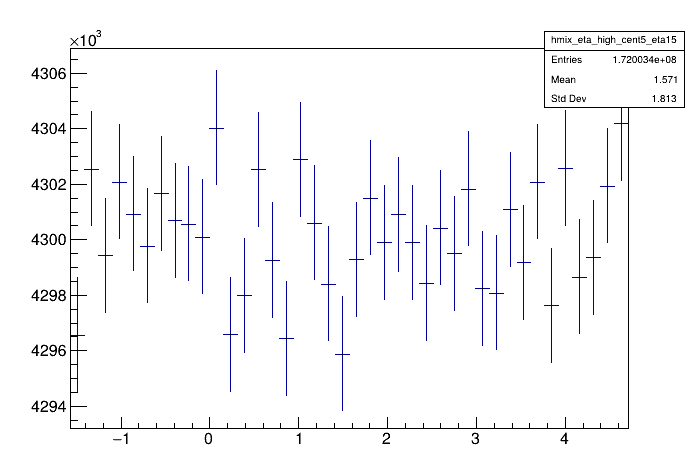 ×10³
hmix_eta_high_cent5_eta15
Entries 1.720034e+08
Mean 1.571
Std Dev 1.813
4306
4304
4302
4300
4298
4296
4294
−1 0 1 2 3 4